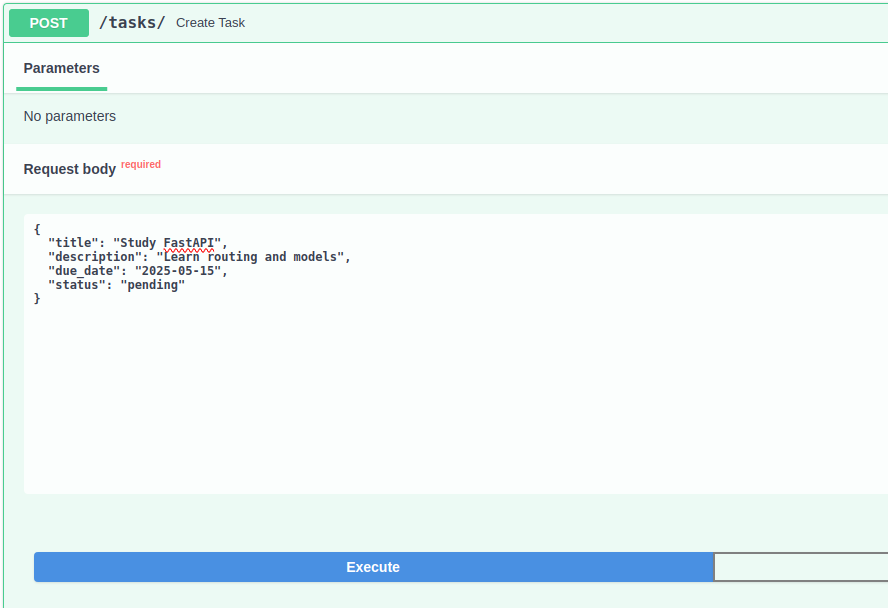 POST /tasks/ Create Task
Parameters
No parameters
Request body required
{
  "title": "Study FastAPI",
  "description": "Learn routing and models",
  "due_date": "2025-05-15",
  "status": "pending"
}
Execute